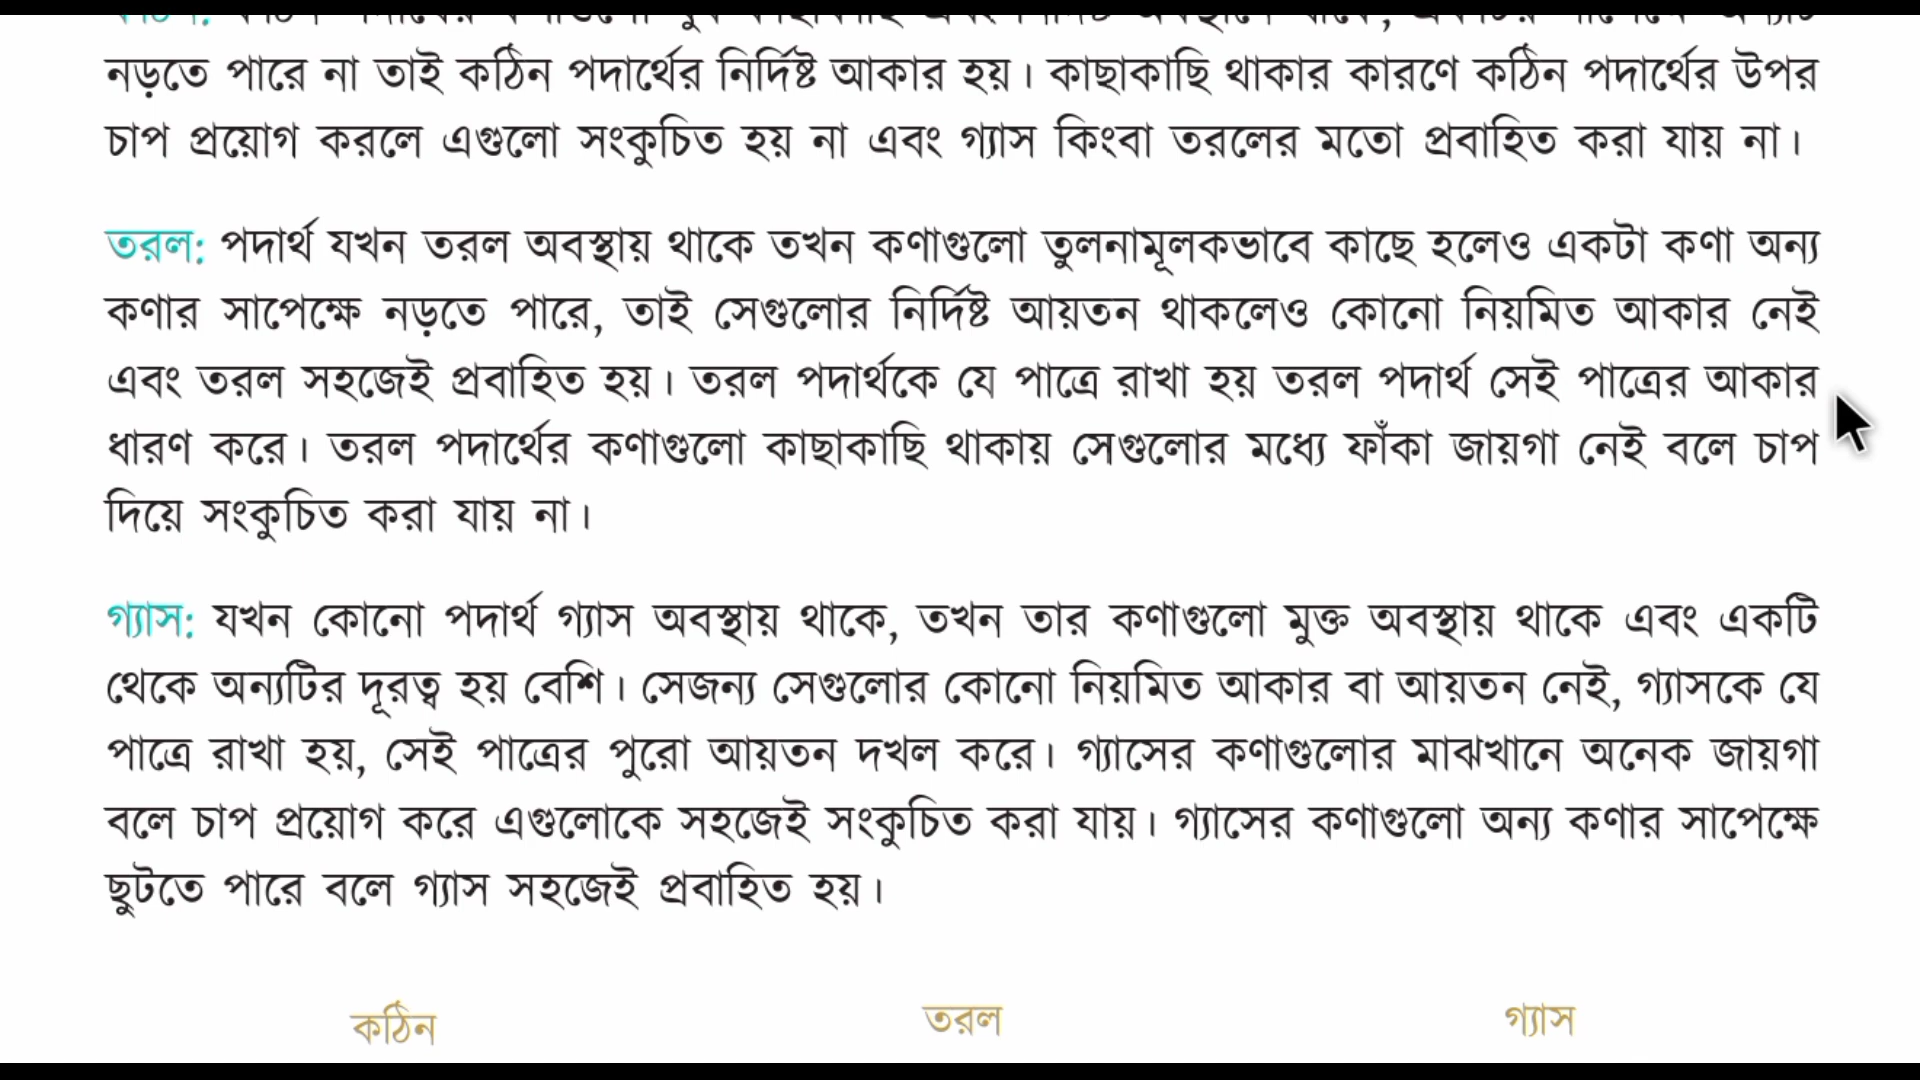 নড়তে পারে না তাই কঠিন পদার্থের নির্দিষ্ট আকার হয়। কাছাকাছি থাকার কারণে কঠিন পদার্থের উপর
চাপ প্রয়োগ করলে এগুলো সংকুচিত হয় না এবং গ্যাস কিংবা তরলের মতো প্রবাহিত করা যায় না।
তরল: পদার্থ যখন তরল অবস্থায় থাকে তখন কণাগুলো তুলনামূলকভাবে কাছে হলেও একটা কণা অন্য
কণার সাপেক্ষে নড়তে পারে, তাই সেগুলোর নির্দিষ্ট আয়তন থাকলেও কোনো নিয়মিত আকার নেই
এবং তরল সহজেই প্রবাহিত হয়। তরল পদার্থকে যে পাত্রে রাখা হয় তরল পদার্থ সেই পাত্রের আকার
ধারণ করে। তরল পদার্থের কণাগুলো কাছাকাছি থাকায় সেগুলোর মধ্যে ফাঁকা জায়গা নেই বলে চাপ
দিয়ে সংকুচিত করা যায় না।
গ্যাস: যখন কোনো পদার্থ গ্যাস অবস্থায় থাকে, তখন তার কণাগুলো মুক্ত অবস্থায় থাকে এবং একটি
থেকে অন্যটির দূরত্ব হয় বেশি। সেজন্য সেগুলোর কোনো নিয়মিত আকার বা আয়তন নেই, গ্যাসকে যে
পাত্রে রাখা হয়, সেই পাত্রের পুরো আয়তন দখল করে। গ্যাসের কণাগুলোর মাঝখানে অনেক জায়গা
বলে চাপ প্রয়োগ করে এগুলোকে সহজেই সংকুচিত করা যায়। গ্যাসের কণাগুলো অন্য কণার সাপেক্ষে
ছুটতে পারে বলে গ্যাস সহজেই প্রবাহিত হয়।
কঠিন তরল গ্যাস